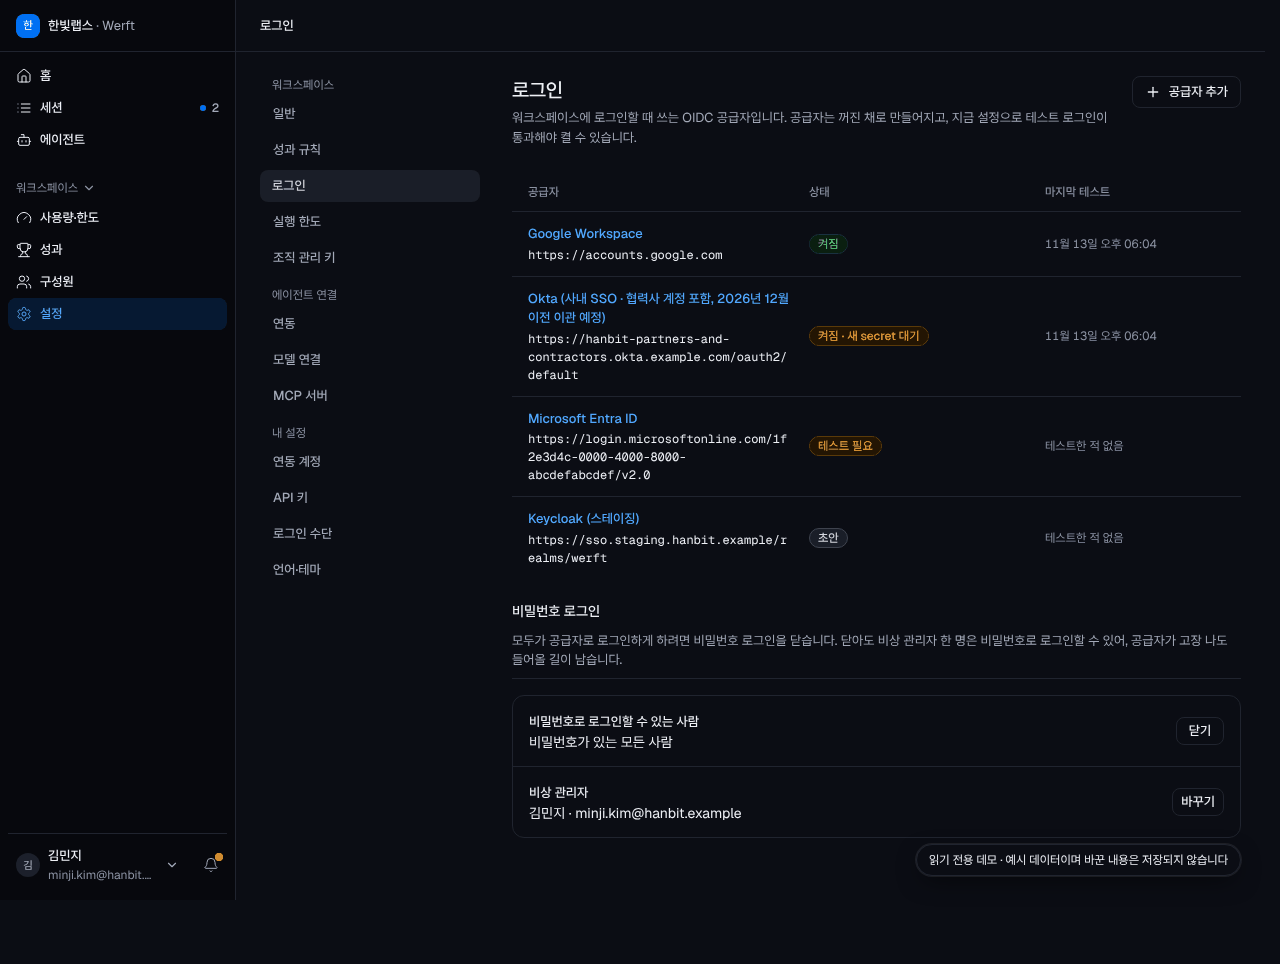 한 한빛랩스 · Werft
홈
세션 2
에이전트
워크스페이스
사용량·한도
성과
구성원
설정
김 김민지
minji.kim@hanbit.…
로그인
워크스페이스
일반
성과 규칙
로그인
실행 한도
조직 관리 키
에이전트 연결
연동
모델 연결
MCP 서버
내 설정
연동 계정
API 키
로그인 수단
언어·테마
로그인
공급자 추가
워크스페이스에 로그인할 때 쓰는 OIDC 공급자입니다. 공급자는 꺼진 채로 만들어지고, 지금 설정으로 테스트 로그인이
통과해야 켤 수 있습니다.
공급자 상태 마지막 테스트
Google Workspace
https://accounts.google.com
켜짐
11월 13일 오후 06:04
Okta (사내 SSO · 협력사 계정 포함, 2026년 12월
이전 이관 예정)
https://hanbit-partners-and-
contractors.okta.example.com/oauth2/
default
켜짐 · 새 secret 대기
11월 13일 오후 06:04
Microsoft Entra ID
https://login.microsoftonline.com/1f
2e3d4c-0000-4000-8000-
abcdefabcdef/v2.0
테스트 필요
테스트한 적 없음
Keycloak (스테이징)
https://sso.staging.hanbit.example/r
ealms/werft
초안
테스트한 적 없음
비밀번호 로그인
모두가 공급자로 로그인하게 하려면 비밀번호 로그인을 닫습니다. 닫아도 비상 관리자 한 명은 비밀번호로 로그인할 수 있어, 공급자가 고장 나도
들어올 길이 남습니다.
비밀번호로 로그인할 수 있는 사람
비밀번호가 있는 모든 사람
닫기
비상 관리자
김민지 · minji.kim@hanbit.example
바꾸기
읽기 전용 데모 · 예시 데이터이며 바꾼 내용은 저장되지 않습니다